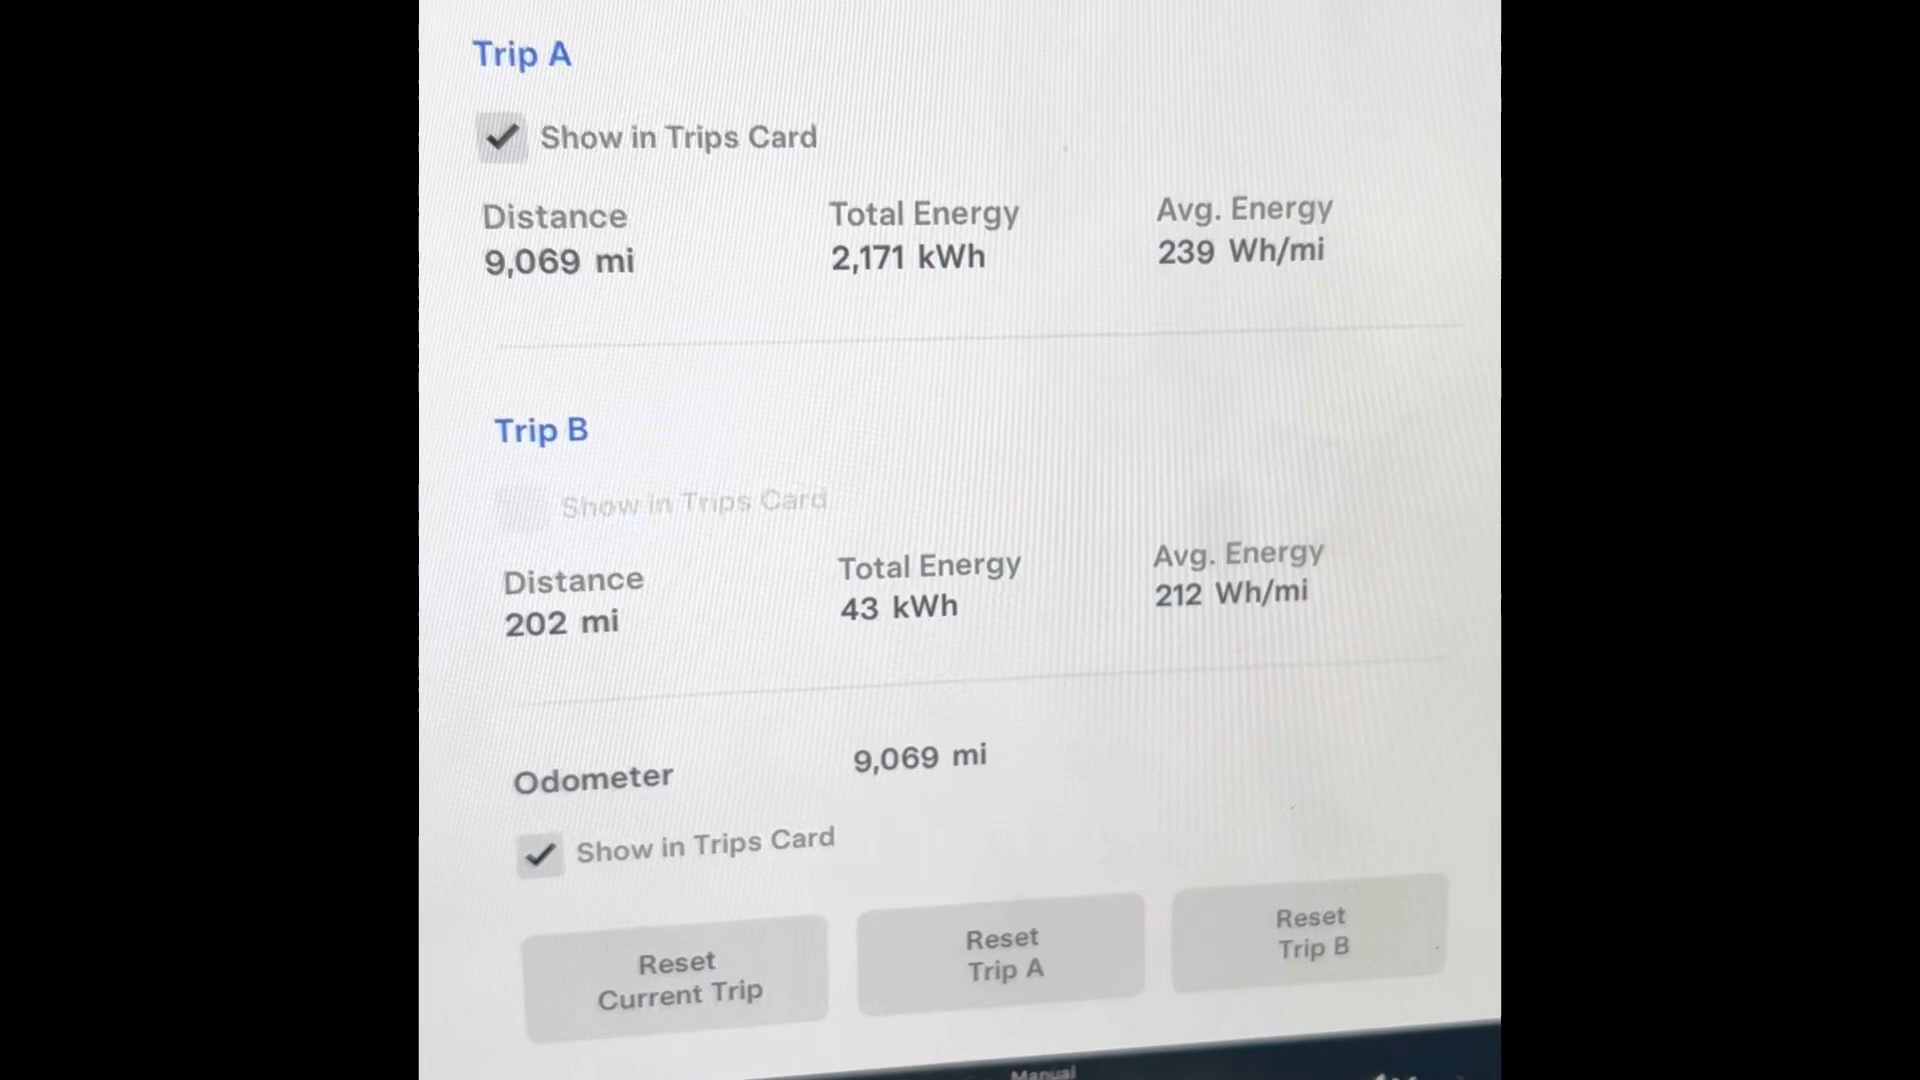 Trip A
Show in Trips Card
Distance
Total Energy
Avg. Energy
9,069 mi
2,171 kWh
239 Wh/mi
Trip B
Show in Trips Card
Distance
Total Energy
Avg. Energy
202 mi
43 kWh
212 Wh/mi
Odometer
9,069 mi
Show in Trips Card
Reset
Current Trip
Reset
Trip A
Reset
Trip B
Manual